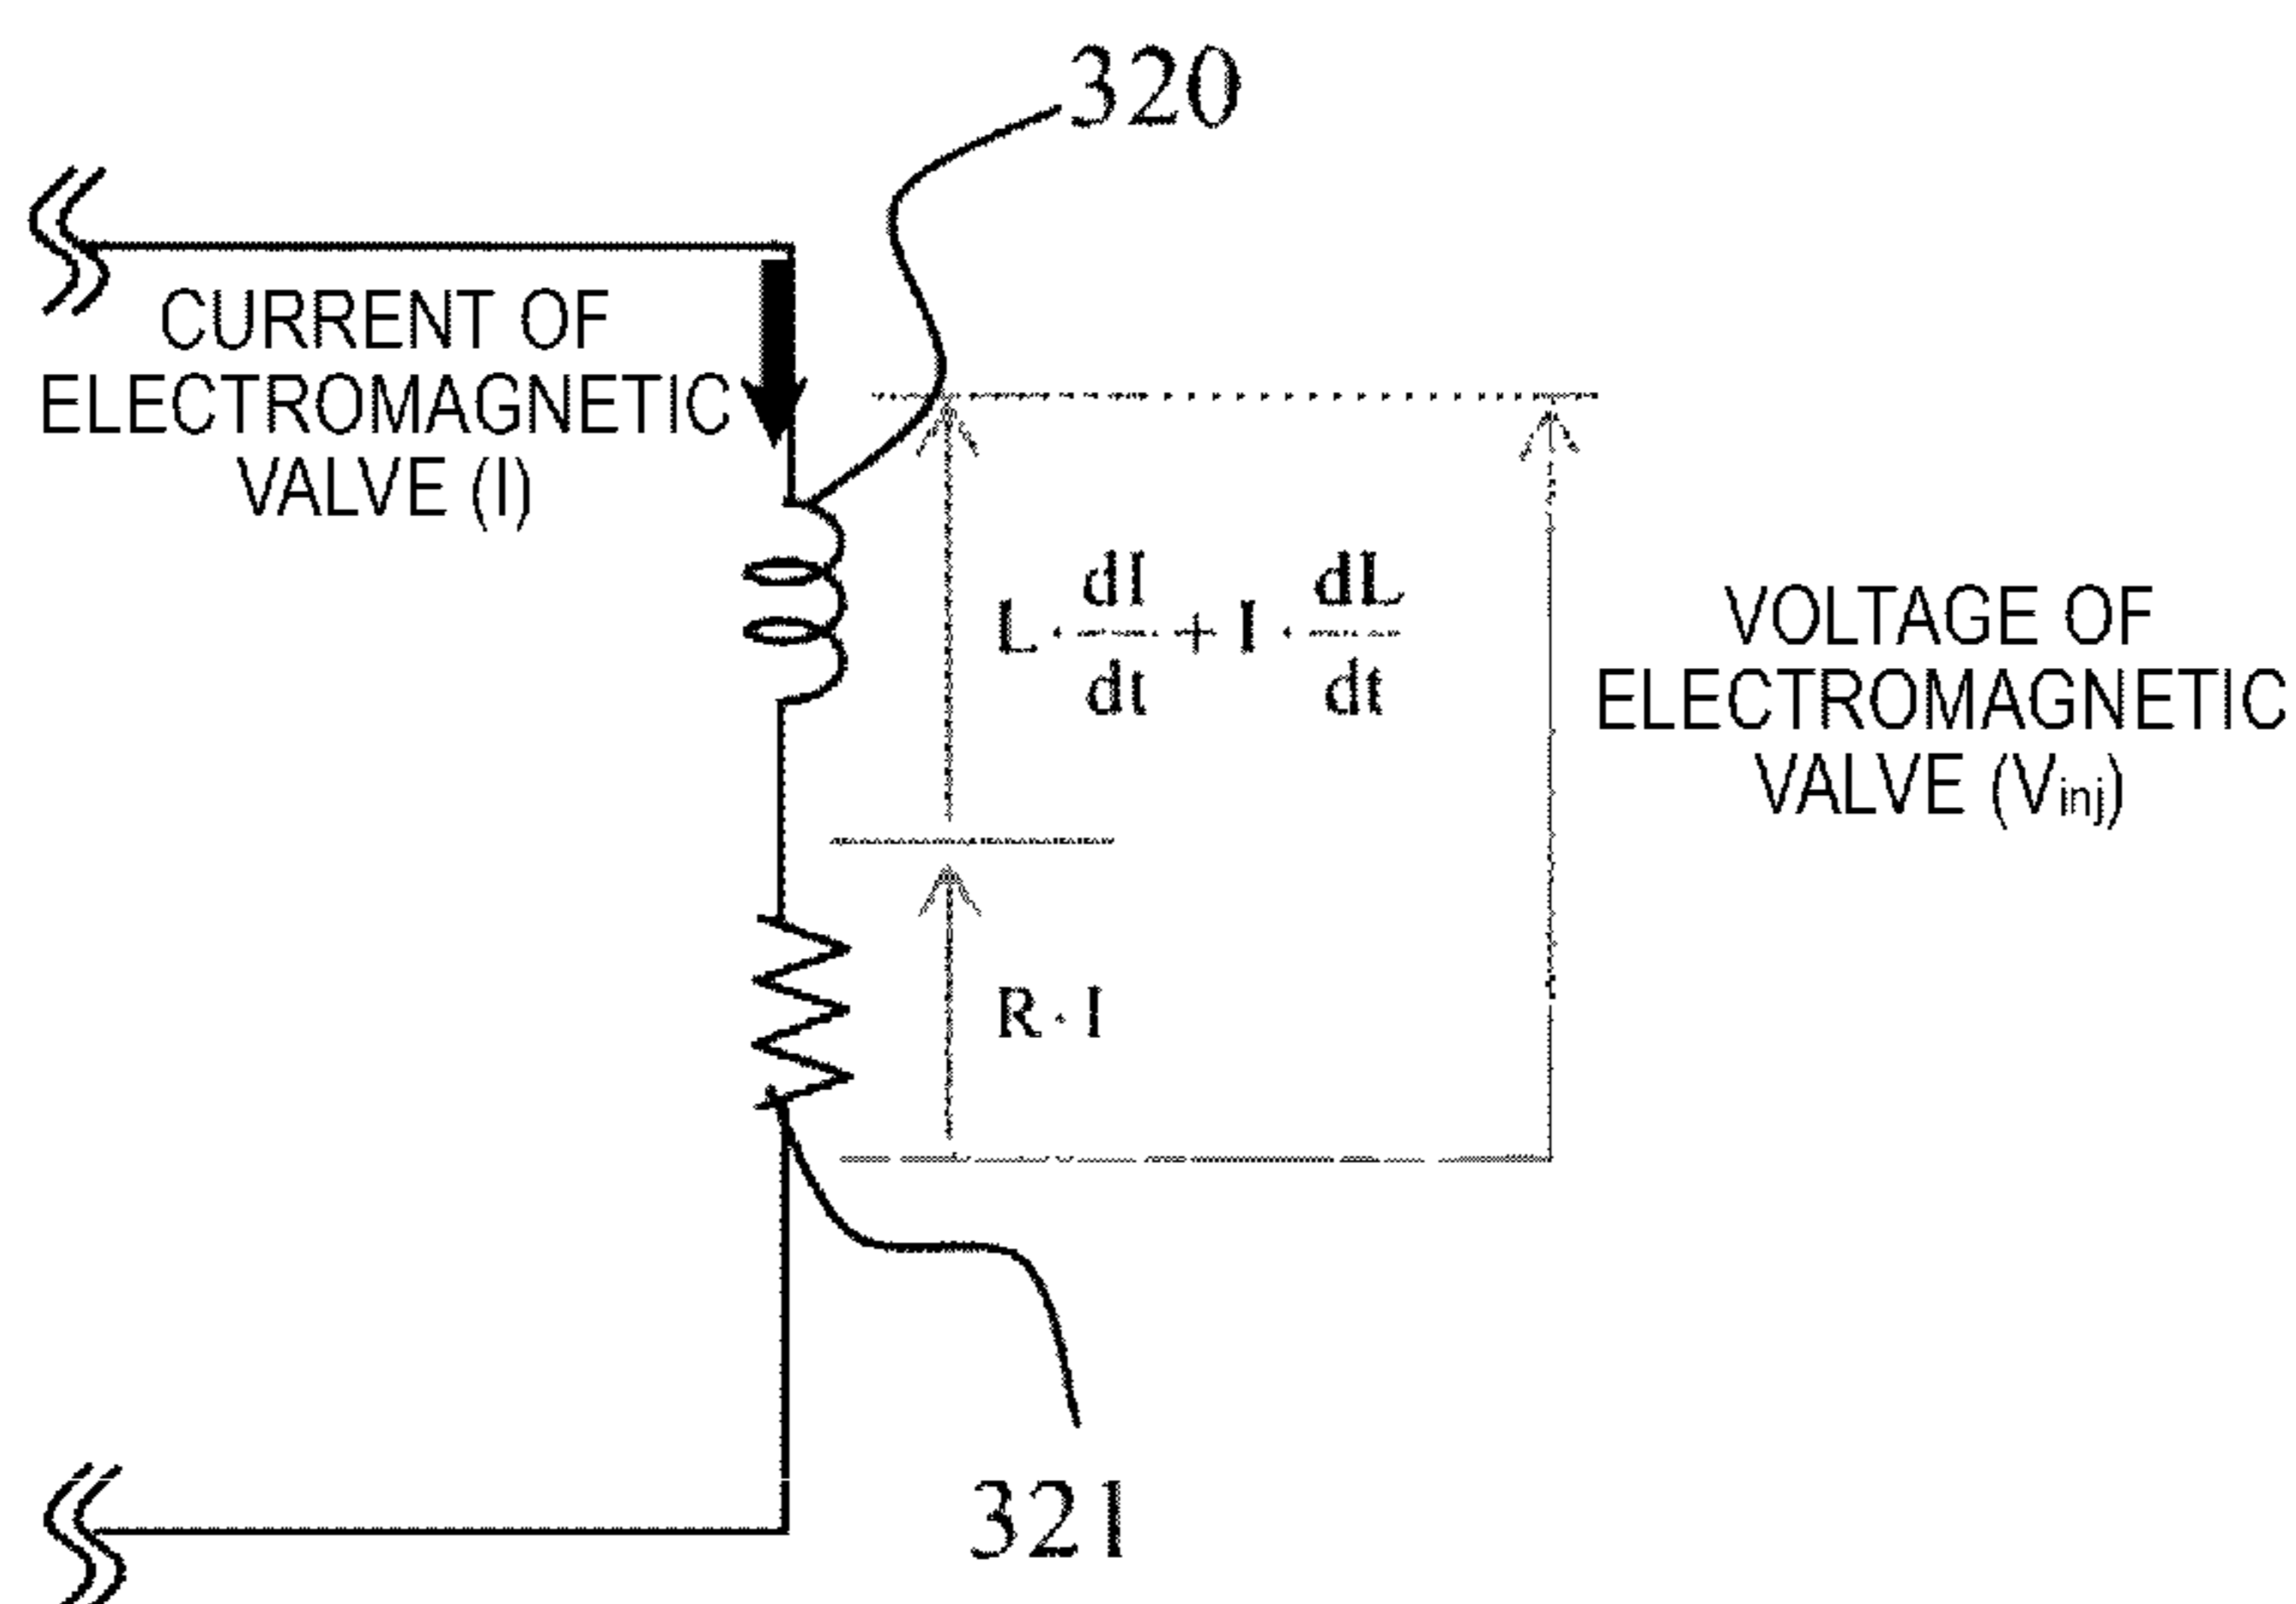 320
CURRENT OF
ELECTROMAGNETIC
VALVE (I)
L · dI/dt + I · dL/dt
VOLTAGE OF
ELECTROMAGNETIC
VALVE (Vinj)
R · I
321